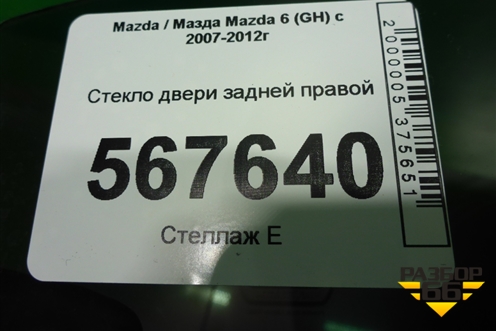 Mazda / Мазда Mazda 6 (GH) с
2007-2012г
Стекло двери задней правой
567640
Стеллаж Е
2000005375651
РАЗБОР
66